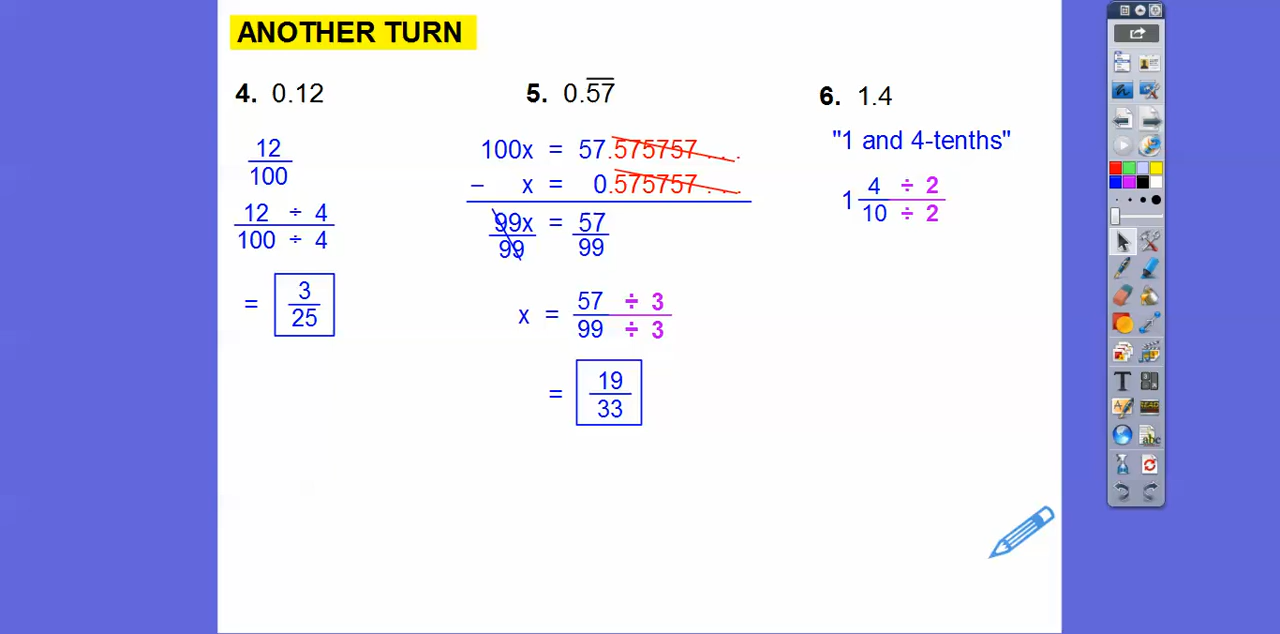 ANOTHER TURN
4. 0.12
12
100
12 ÷ 4
100 ÷ 4
= 3
25
5. 0.5̅7̅
100x = 57.575757 . . .
– x = 0.575757 . . .
99x = 57
99 99
x = 57 ÷ 3
99 ÷ 3
= 19
33
6. 1.4
"1 and 4-tenths"
1 4 ÷ 2
10 ÷ 2